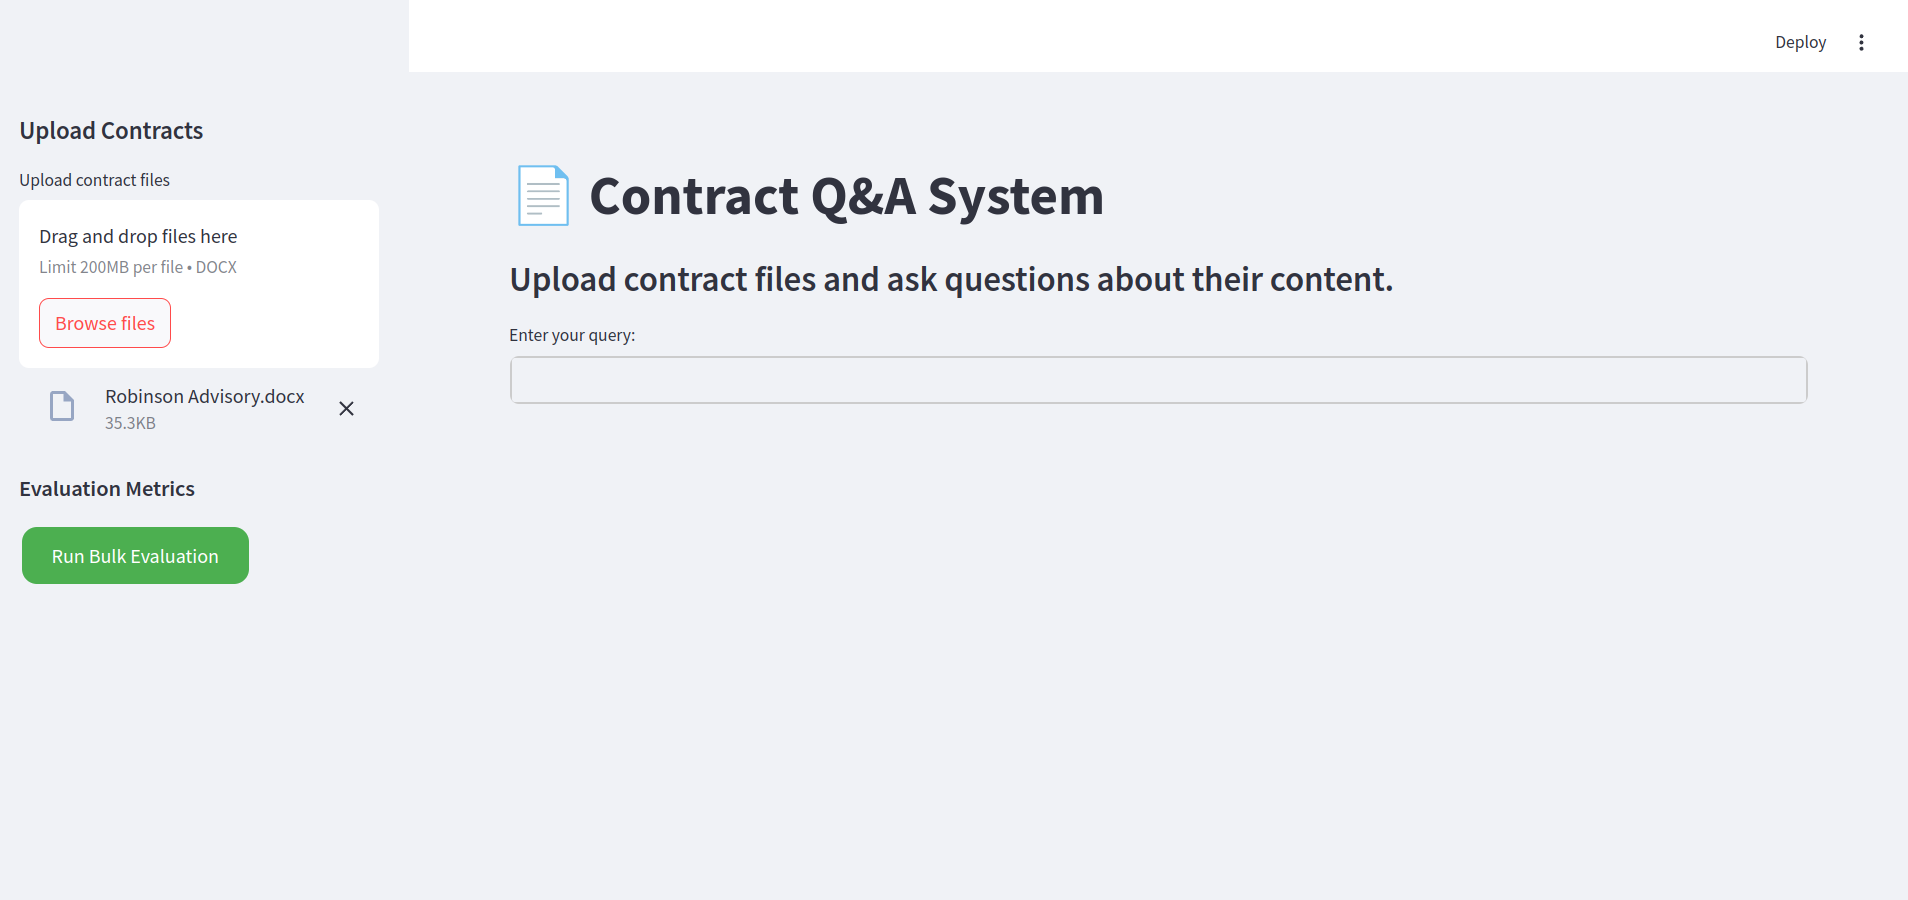 Deploy
Upload Contracts
Upload contract files
Drag and drop files here
Limit 200MB per file • DOCX
Browse files
Robinson Advisory.docx
35.3KB
Evaluation Metrics
Run Bulk Evaluation
Contract Q&A System
Upload contract files and ask questions about their content.
Enter your query: